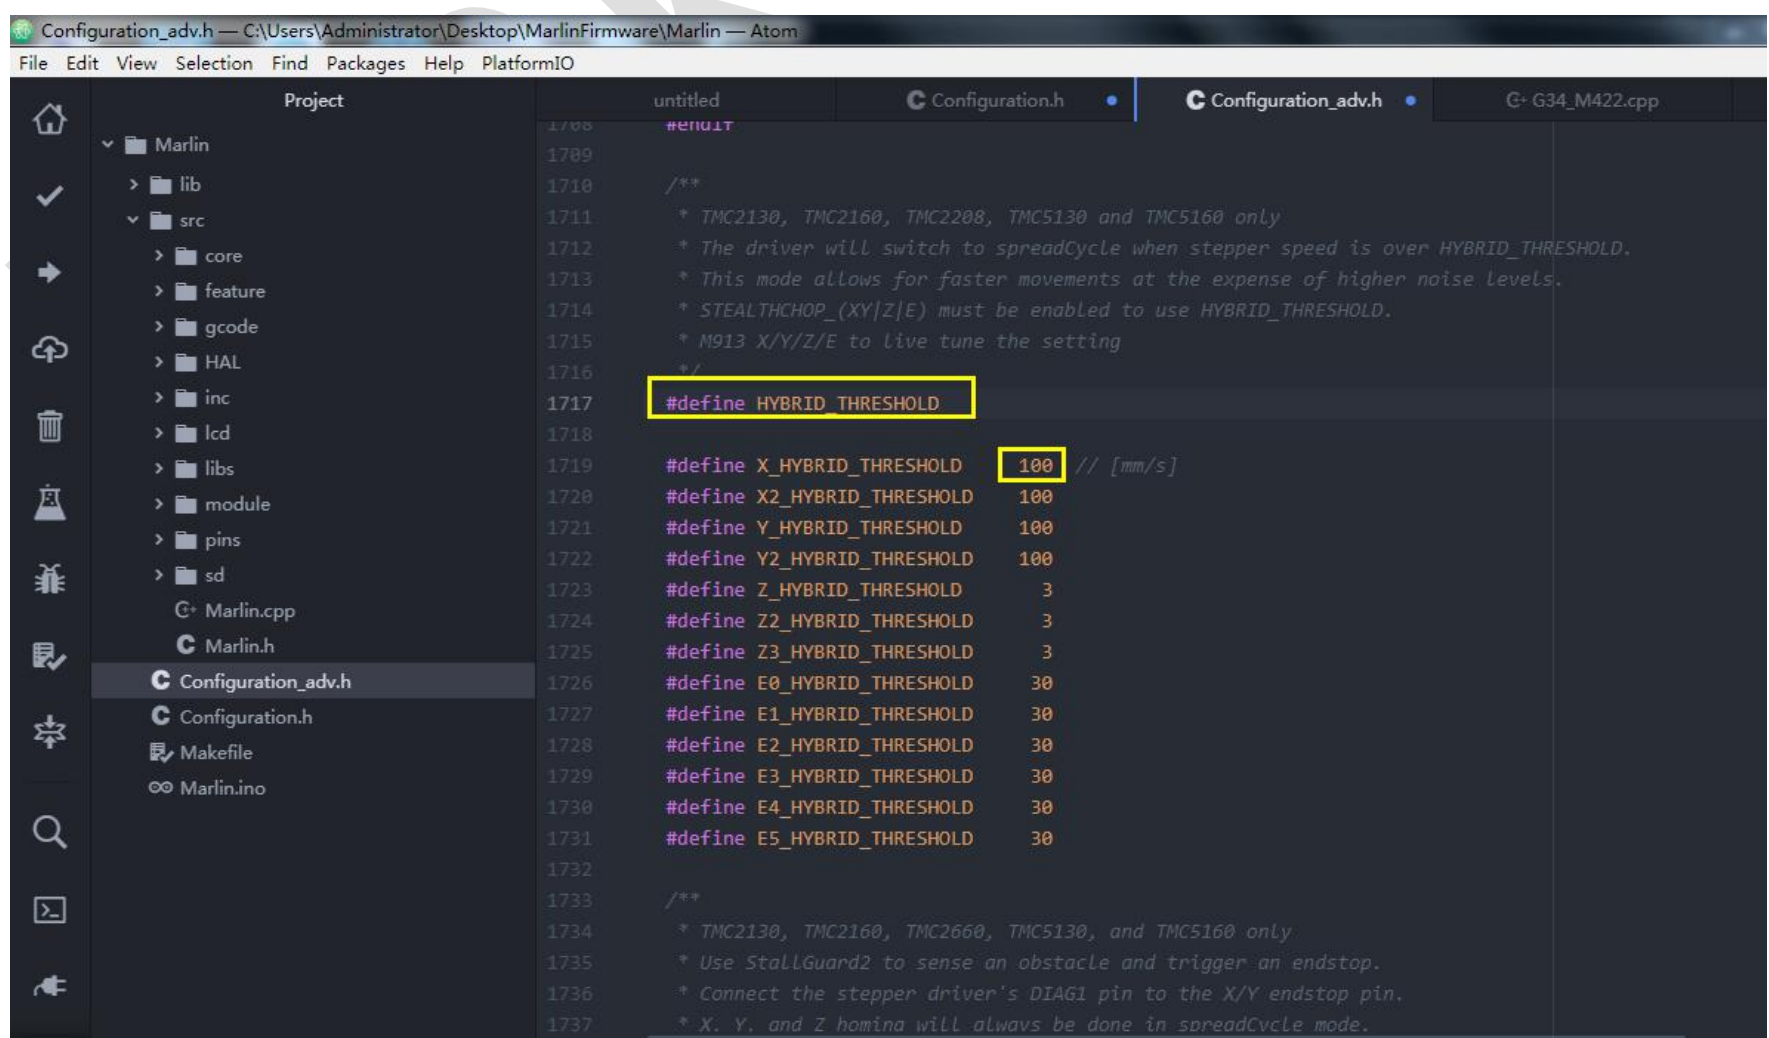 Configuration_adv.h — C:\Users\Administrator\Desktop\MarlinFirmware\Marlin — Atom
File Edit View Selection Find Packages Help PlatformIO
Project
Marlin
lib
src
core
feature
gcode
HAL
inc
lcd
libs
module
pins
sd
Marlin.cpp
Marlin.h
Configuration_adv.h
Configuration.h
Makefile
Marlin.ino
untitled Configuration.h Configuration_adv.h G34_M422.cpp
1708 #endif
1709
1710 /**
1711 * TMC2130, TMC2160, TMC2208, TMC5130 and TMC5160 only
1712 * The driver will switch to spreadCycle when stepper speed is over HYBRID_THRESHOLD.
1713 * This mode allows for faster movements at the expense of higher noise levels.
1714 * STEALTHCHOP_(XY|Z|E) must be enabled to use HYBRID_THRESHOLD.
1715 * M913 X/Y/Z/E to live tune the setting
1716 */
1717 #define HYBRID_THRESHOLD
1718
1719 #define X_HYBRID_THRESHOLD 100 // [mm/s]
1720 #define X2_HYBRID_THRESHOLD 100
1721 #define Y_HYBRID_THRESHOLD 100
1722 #define Y2_HYBRID_THRESHOLD 100
1723 #define Z_HYBRID_THRESHOLD 3
1724 #define Z2_HYBRID_THRESHOLD 3
1725 #define Z3_HYBRID_THRESHOLD 3
1726 #define E0_HYBRID_THRESHOLD 30
1727 #define E1_HYBRID_THRESHOLD 30
1728 #define E2_HYBRID_THRESHOLD 30
1729 #define E3_HYBRID_THRESHOLD 30
1730 #define E4_HYBRID_THRESHOLD 30
1731 #define E5_HYBRID_THRESHOLD 30
1732
1733 /**
1734 * TMC2130, TMC2160, TMC2660, TMC5130, and TMC5160 only
1735 * Use StallGuard2 to sense an obstacle and trigger an endstop.
1736 * Connect the stepper driver's DIAG1 pin to the X/Y endstop pin.
1737 * X, Y, and Z homing will always be done in spreadCycle mode.